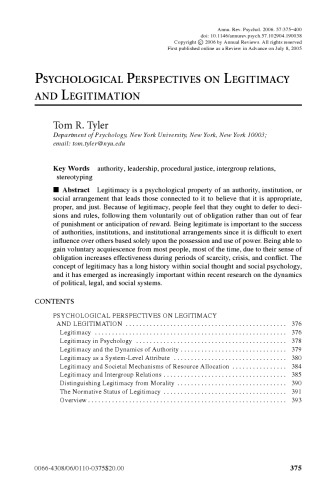 Annu. Rev. Psychol. 2006. 57:375–400
doi: 10.1146/annurev.psych.57.102904.190038
Copyright © 2006 by Annual Reviews. All rights reserved
First published online as a Review in Advance on July 8, 2005
PSYCHOLOGICAL PERSPECTIVES ON LEGITIMACY
AND LEGITIMATION
Tom R. Tyler
Department of Psychology, New York University, New York, New York 10003;
email: tom.tyler@nyu.edu
Key Words authority, leadership, procedural justice, intergroup relations,
stereotyping
■ Abstract Legitimacy is a psychological property of an authority, institution, or
social arrangement that leads those connected to it to believe that it is appropriate,
proper, and just. Because of legitimacy, people feel that they ought to defer to deci-
sions and rules, following them voluntarily out of obligation rather than out of fear
of punishment or anticipation of reward. Being legitimate is important to the success
of authorities, institutions, and institutional arrangements since it is difficult to exert
influence over others based solely upon the possession and use of power. Being able to
gain voluntary acquiescence from most people, most of the time, due to their sense of
obligation increases effectiveness during periods of scarcity, crisis, and conflict. The
concept of legitimacy has a long history within social thought and social psychology,
and it has emerged as increasingly important within recent research on the dynamics
of political, legal, and social systems.
CONTENTS
PSYCHOLOGICAL PERSPECTIVES ON LEGITIMACY
AND LEGITIMATION . . . . . . . . . . . . . . . . . . . . 376
Legitimacy . . . . . . . . . . . . . . . . . . . . 376
Legitimacy in Psychology . . . . . . . . . . . . . . . . . . . . 378
Legitimacy and the Dynamics of Authority . . . . . . . . . . . . . . . . . . . . 379
Legitimacy as a System-Level Attribute . . . . . . . . . . . . . . . . . . . . 380
Legitimacy and Societal Mechanisms of Resource Allocation . . . . . . . . . . . . . . . 384
Legitimacy and Intergroup Relations . . . . . . . . . . . . . . . . . . . . 385
Distinguishing Legitimacy from Morality . . . . . . . . . . . . . . . . . . . . 390
The Normative Status of Legitimacy . . . . . . . . . . . . . . . . . . . . 391
Overview . . . . . . . . . . . . . . . . . . . . 393
0066-4308/06/0110-0375$20.00 375